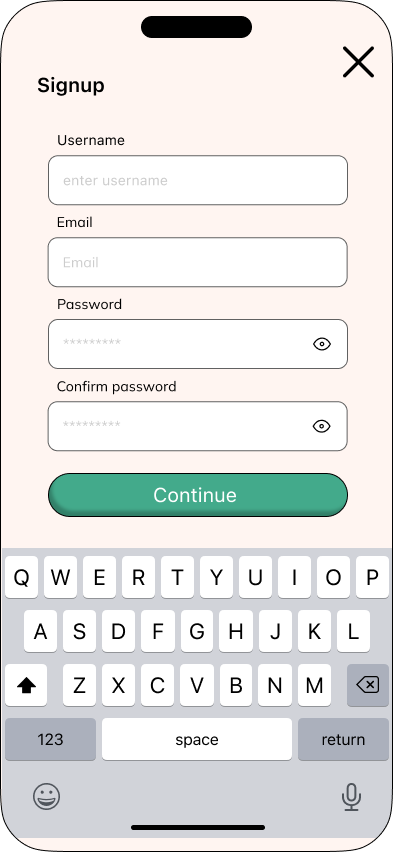 Signup
Username
enter username
Email
Email
Password
*********
Confirm password
*********
Continue
Q W E R T Y U I O P
A S D F G H J K L
Z X C V B N M
123 space return